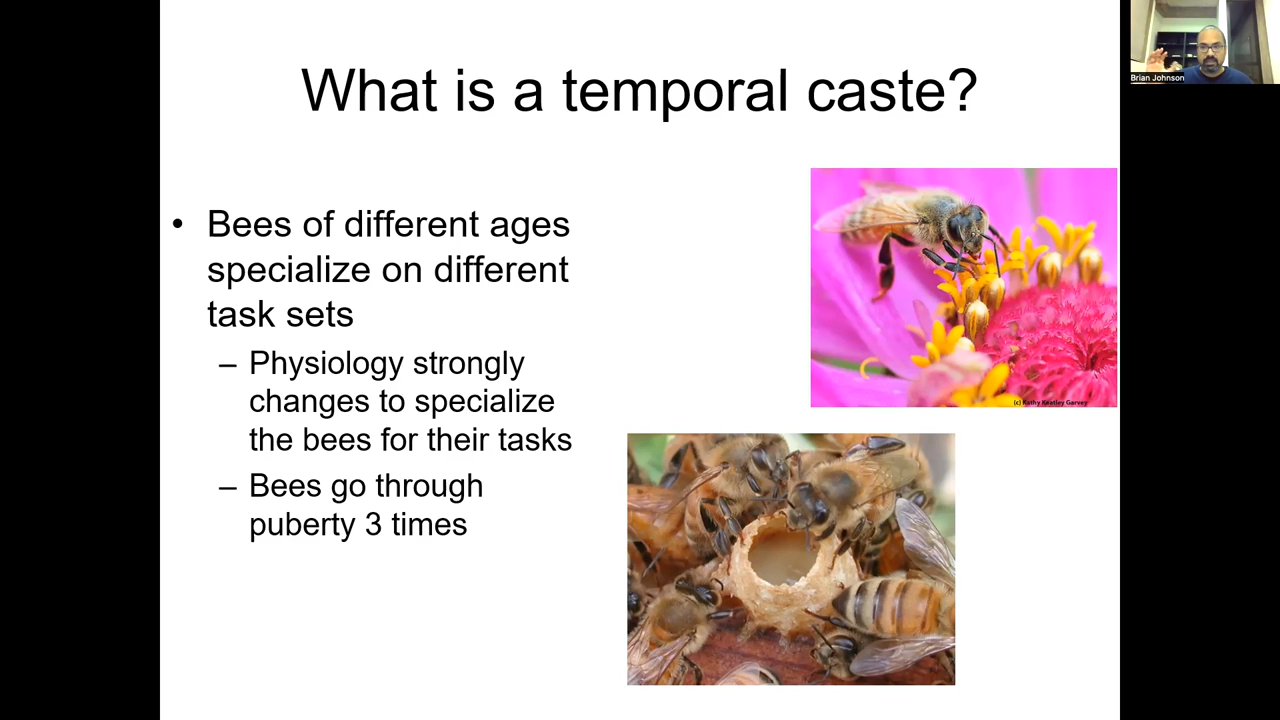 What is a temporal caste?
• Bees of different ages
specialize on different
task sets
– Physiology strongly
changes to specialize
the bees for their tasks
– Bees go through
puberty 3 times
(c) Kathy Keatley Garvey
Brian Johnson